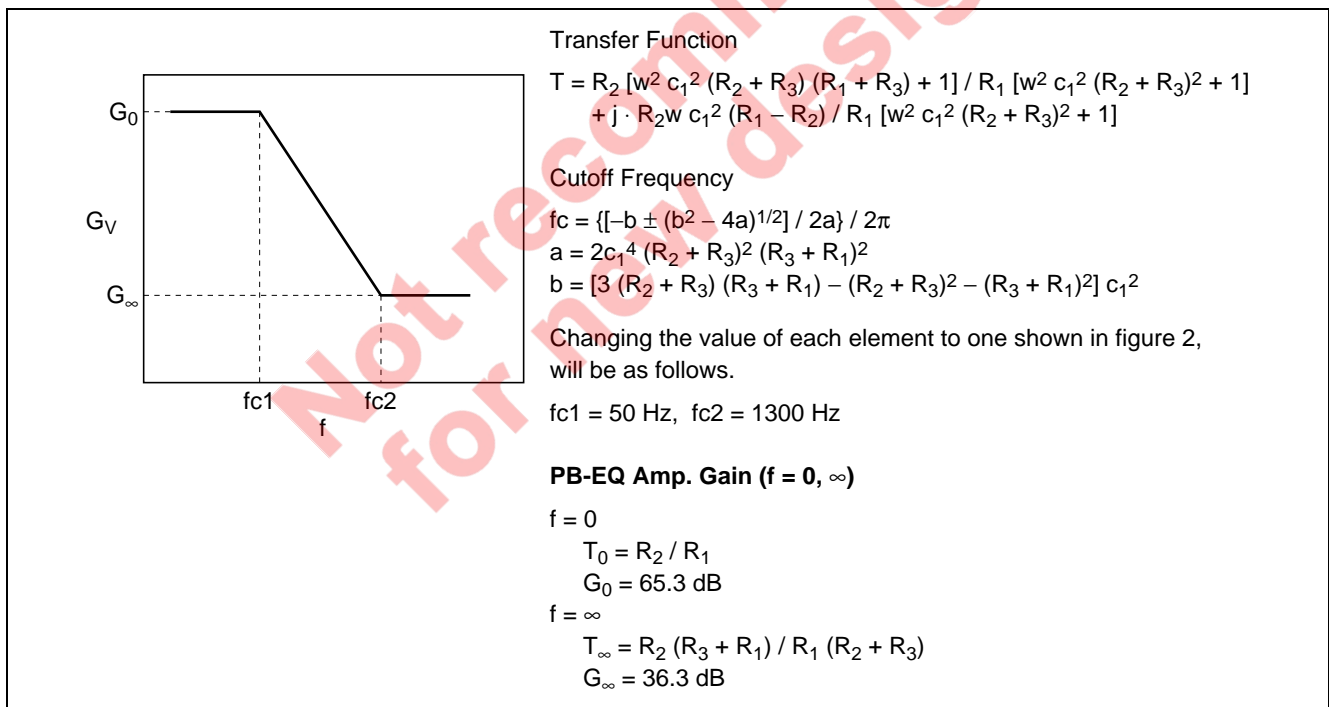 Transfer Function
T = R₂ [w² c₁² (R₂ + R₃) (R₁ + R₃) + 1] / R₁ [w² c₁² (R₂ + R₃)² + 1]
+ j · R₂w c₁² (R₁ – R₂) / R₁ [w² c₁² (R₂ + R₃)² + 1]
Cutoff Frequency
fc = {[–b ± (b² – 4a)¹ᐟ²] / 2a} / 2π
a = 2c₁⁴ (R₂ + R₃)² (R₃ + R₁)²
b = [3 (R₂ + R₃) (R₃ + R₁) – (R₂ + R₃)² – (R₃ + R₁)²] c₁²
Changing the value of each element to one shown in figure 2,
will be as follows.
fc1 = 50 Hz, fc2 = 1300 Hz
PB-EQ Amp. Gain (f = 0, ∞)
f = 0
T₀ = R₂ / R₁
G₀ = 65.3 dB
f = ∞
T∞ = R₂ (R₃ + R₁) / R₁ (R₂ + R₃)
G∞ = 36.3 dB
G₀
G_V
G∞
fc1 fc2
f
Not recom
for new desig